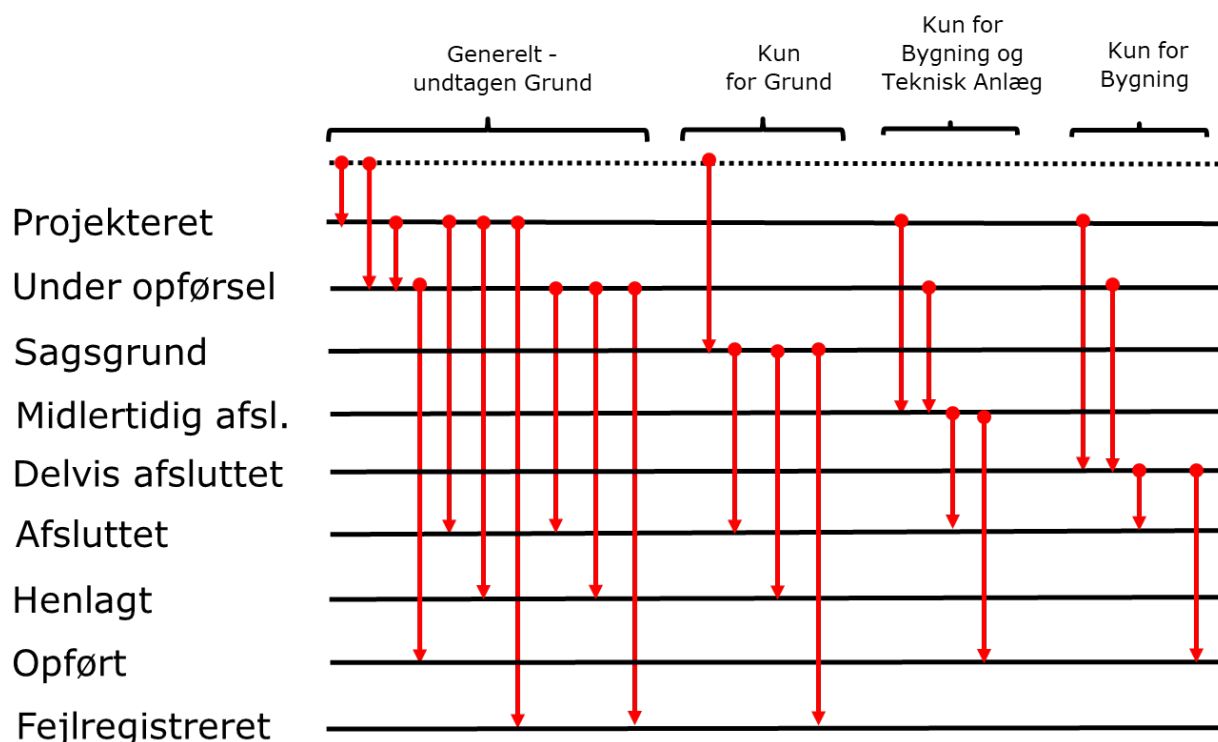 Generelt -
undtagen Grund
Kun
for Grund
Kun for
Bygning og
Teknisk Anlæg
Kun for
Bygning
Projekteret
Under opførsel
Sagsgrund
Midlertidig afsl.
Delvis afsluttet
Afsluttet
Henlagt
Opført
Fejlregistreret